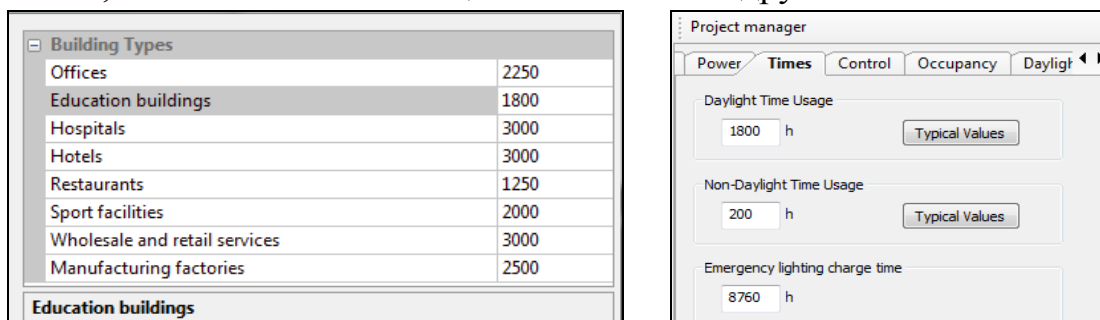 Building Types
Offices 2250
Education buildings 1800
Hospitals 3000
Hotels 3000
Restaurants 1250
Sport facilities 2000
Wholesale and retail services 3000
Manufacturing factories 2500
Education buildings
Project manager
Power Times Control Occupancy
Daylight Time Usage
1800 h Typical Values
Non-Daylight Time Usage
200 h Typical Values
Emergency lighting charge time
8760 h